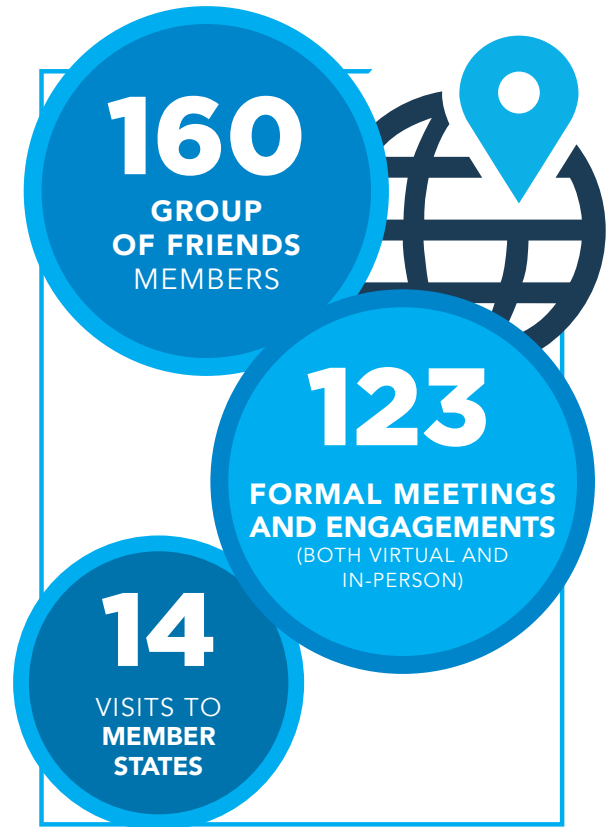 160
GROUP
OF FRIENDS
MEMBERS
123
FORMAL MEETINGS
AND ENGAGEMENTS
(BOTH VIRTUAL AND
IN-PERSON)
14
VISITS TO
MEMBER
STATES